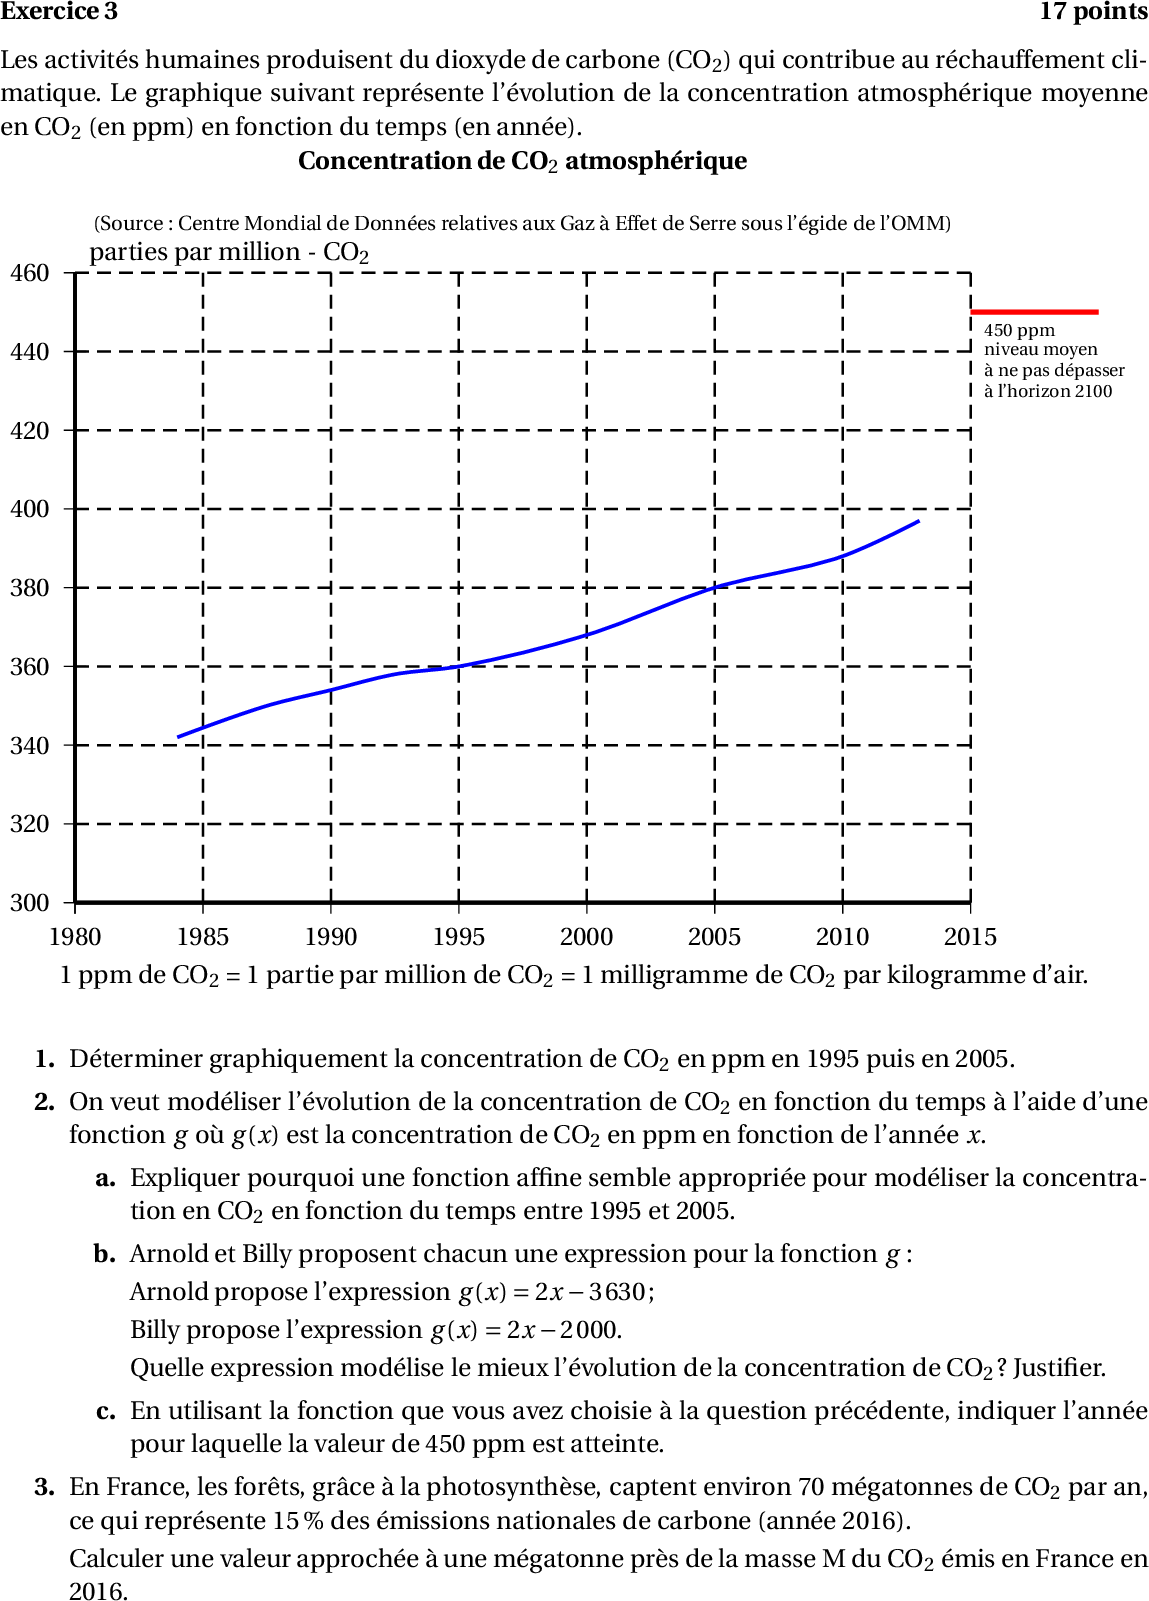 Exercice 3 17 points
Les activités humaines produisent du dioxyde de carbone (CO₂) qui contribue au réchauffement cli-
matique. Le graphique suivant représente l'évolution de la concentration atmosphérique moyenne
en CO₂ (en ppm) en fonction du temps (en année).
Concentration de CO₂ atmosphérique
(Source : Centre Mondial de Données relatives aux Gaz à Effet de Serre sous l'égide de l'OMM)
parties par million - CO₂
460
450 ppm
niveau moyen
à ne pas dépasser
à l'horizon 2100
440
420
400
380
360
340
320
300
1980 1985 1990 1995 2000 2005 2010 2015
1 ppm de CO₂ = 1 partie par million de CO₂ = 1 milligramme de CO₂ par kilogramme d'air.
1. Déterminer graphiquement la concentration de CO₂ en ppm en 1995 puis en 2005.
2. On veut modéliser l'évolution de la concentration de CO₂ en fonction du temps à l'aide d'une
fonction g où g(x) est la concentration de CO₂ en ppm en fonction de l'année x.
a. Expliquer pourquoi une fonction affine semble appropriée pour modéliser la concentra-
tion en CO₂ en fonction du temps entre 1995 et 2005.
b. Arnold et Billy proposent chacun une expression pour la fonction g :
Arnold propose l'expression g(x) = 2x − 3 630 ;
Billy propose l'expression g(x) = 2x − 2 000.
Quelle expression modélise le mieux l'évolution de la concentration de CO₂ ? Justifier.
c. En utilisant la fonction que vous avez choisie à la question précédente, indiquer l'année
pour laquelle la valeur de 450 ppm est atteinte.
3. En France, les forêts, grâce à la photosynthèse, captent environ 70 mégatonnes de CO₂ par an,
ce qui représente 15 % des émissions nationales de carbone (année 2016).
Calculer une valeur approchée à une mégatonne près de la masse M du CO₂ émis en France en
2016.